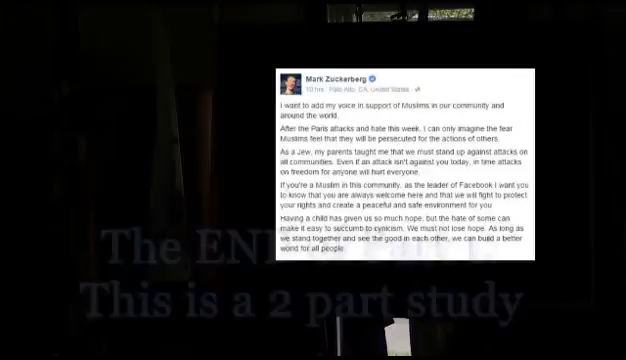 Mark Zuckerberg
10 hrs · Palo Alto, CA, United States ·
I want to add my voice in support of Muslims in our community and
around the world.
After the Paris attacks and hate this week, I can only imagine the fear
Muslims feel that they will be persecuted for the actions of others.
As a Jew, my parents taught me that we must stand up against attacks on
all communities. Even if an attack isn't against you today, in time attacks
on freedom for anyone will hurt everyone.
If you're a Muslim in this community, as the leader of Facebook I want you
to know that you are always welcome here and that we will fight to protect
your rights and create a peaceful and safe environment for you
Having a child has given us so much hope, but the hate of some can
make it easy to succumb to cynicism. We must not lose hope. As long as
we stand together and see the good in each other, we can build a better
world for all people.
The END
This is a 2 part study